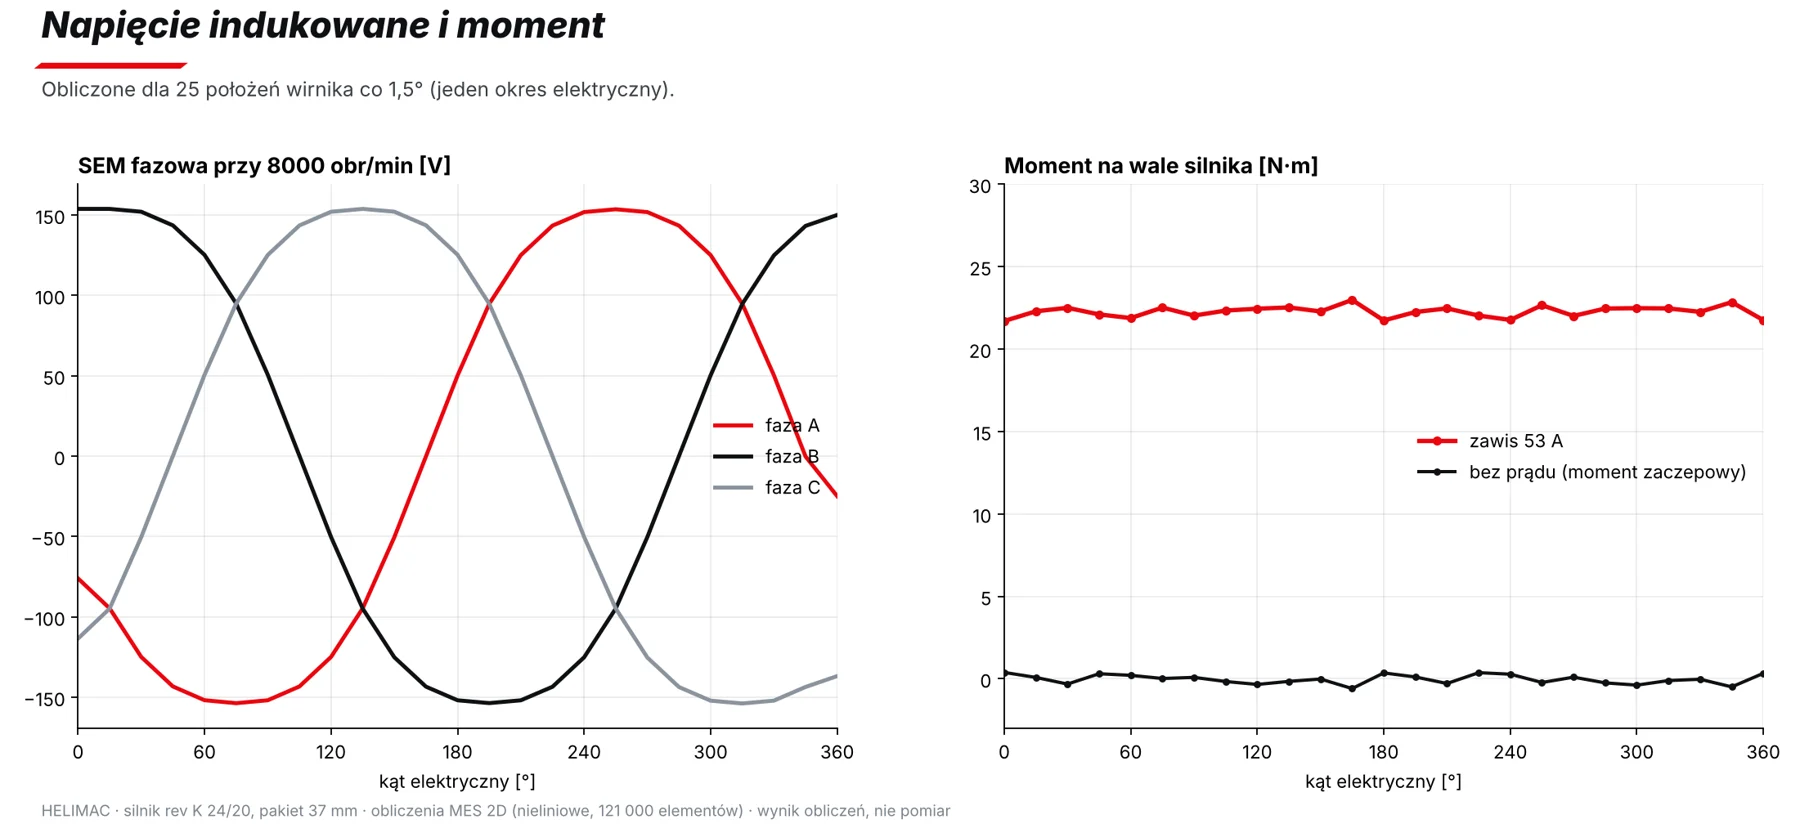 Napięcie indukowane i moment
Obliczone dla 25 położeń wirnika co 1,5° (jeden okres elektryczny).
SEM fazowa przy 8000 obr/min [V]
150
100
50
0
−50
−100
−150
0 60 120 180 240 300 360
kąt elektryczny [°]
faza A
faza B
faza C
Moment na wale silnika [N·m]
30
25
20
15
10
5
0
0 60 120 180 240 300 360
kąt elektryczny [°]
zawis 53 A
bez prądu (moment zaczepowy)
HELIMAC · silnik rev K 24/20, pakiet 37 mm · obliczenia MES 2D (nieliniowe, 121 000 elementów) · wynik obliczeń, nie pomiar